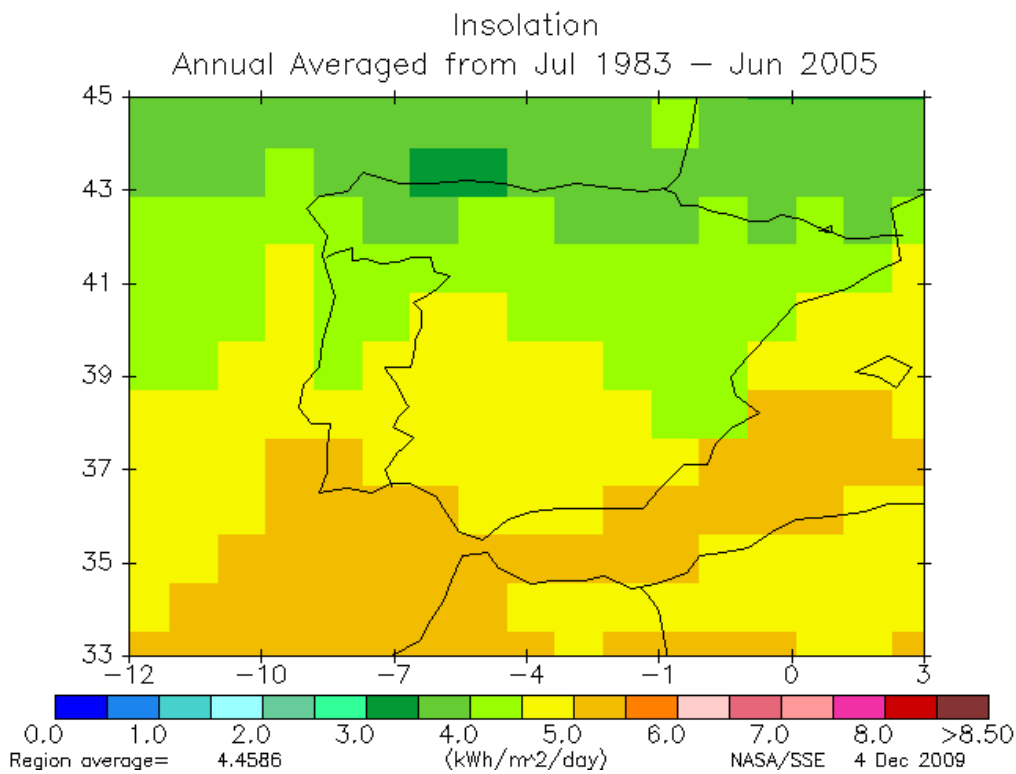 Insolation
Annual Averaged from Jul 1983 – Jun 2005
45
43
41
39
37
35
33
−12 −10 −7 −4 −1 0 3
0.0 1.0 2.0 3.0 4.0 5.0 6.0 7.0 8.0 >8.50
Region average= 4.4586 (kWh/m^2/day) NASA/SSE 4 Dec 2009